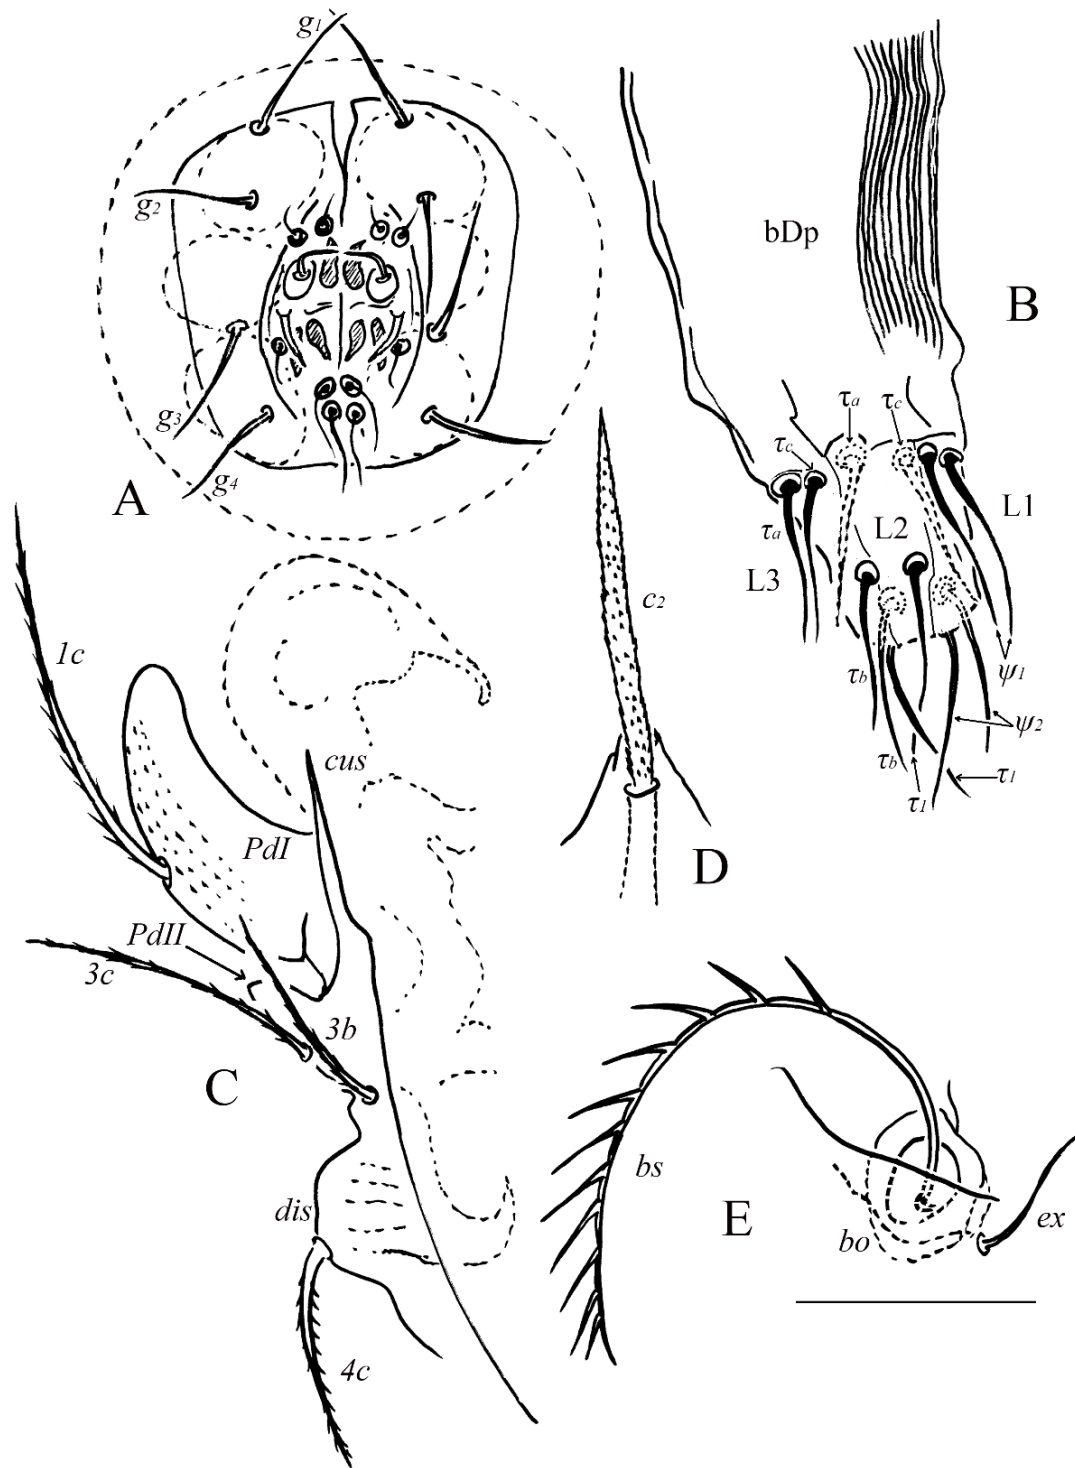 g1
g2
g3
g4
A
bDp
B
τa
τc
τc
τa
L3
L2
L1
ψ1
τb
ψ2
τb
τ1
τ1
1c
cus
PdI
PdII
3c
3b
C
dis
4c
c2
D
bs
E
bo
ex